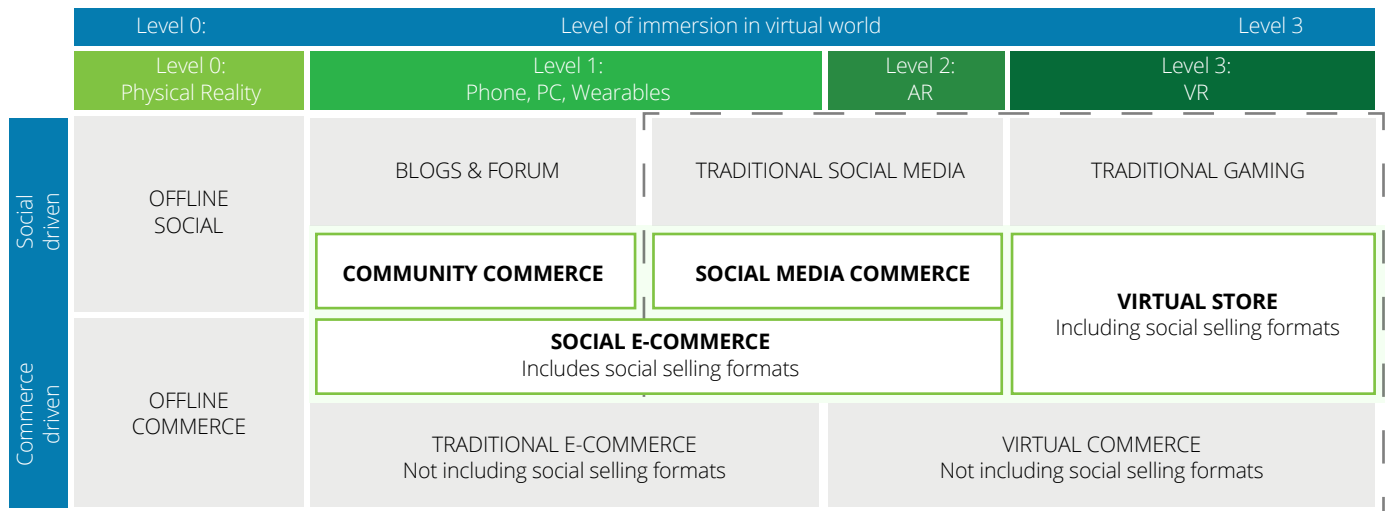 Level 0:
Level of immersion in virtual world
Level 3
Level 0:
Physical Reality
Level 1:
Phone, PC, Wearables
Level 2:
AR
Level 3:
VR
Social
driven
OFFLINE
SOCIAL
BLOGS & FORUM
TRADITIONAL SOCIAL MEDIA
TRADITIONAL GAMING
COMMUNITY COMMERCE
SOCIAL MEDIA COMMERCE
VIRTUAL STORE
Including social selling formats
SOCIAL E-COMMERCE
Includes social selling formats
Commerce
driven
OFFLINE
COMMERCE
TRADITIONAL E-COMMERCE
Not including social selling formats
VIRTUAL COMMERCE
Not including social selling formats